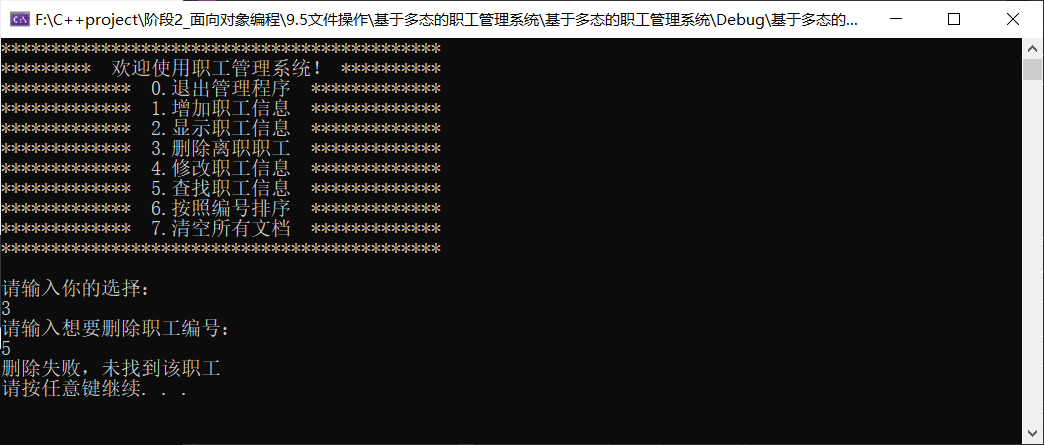 F:\C++project\阶段2_面向对象编程\9.5文件操作\基于多态的职工管理系统\基于多态的职工管理系统\Debug\基于多态的...
********************************************
*********  欢迎使用职工管理系统！ **********
*************  0.退出管理程序  *************
*************  1.增加职工信息  *************
*************  2.显示职工信息  *************
*************  3.删除离职职工  *************
*************  4.修改职工信息  *************
*************  5.查找职工信息  *************
*************  6.按照编号排序  *************
*************  7.清空所有文档  *************
********************************************
请输入你的选择：
3
请输入想要删除职工编号：
5
删除失败，未找到该职工
请按任意键继续. . .